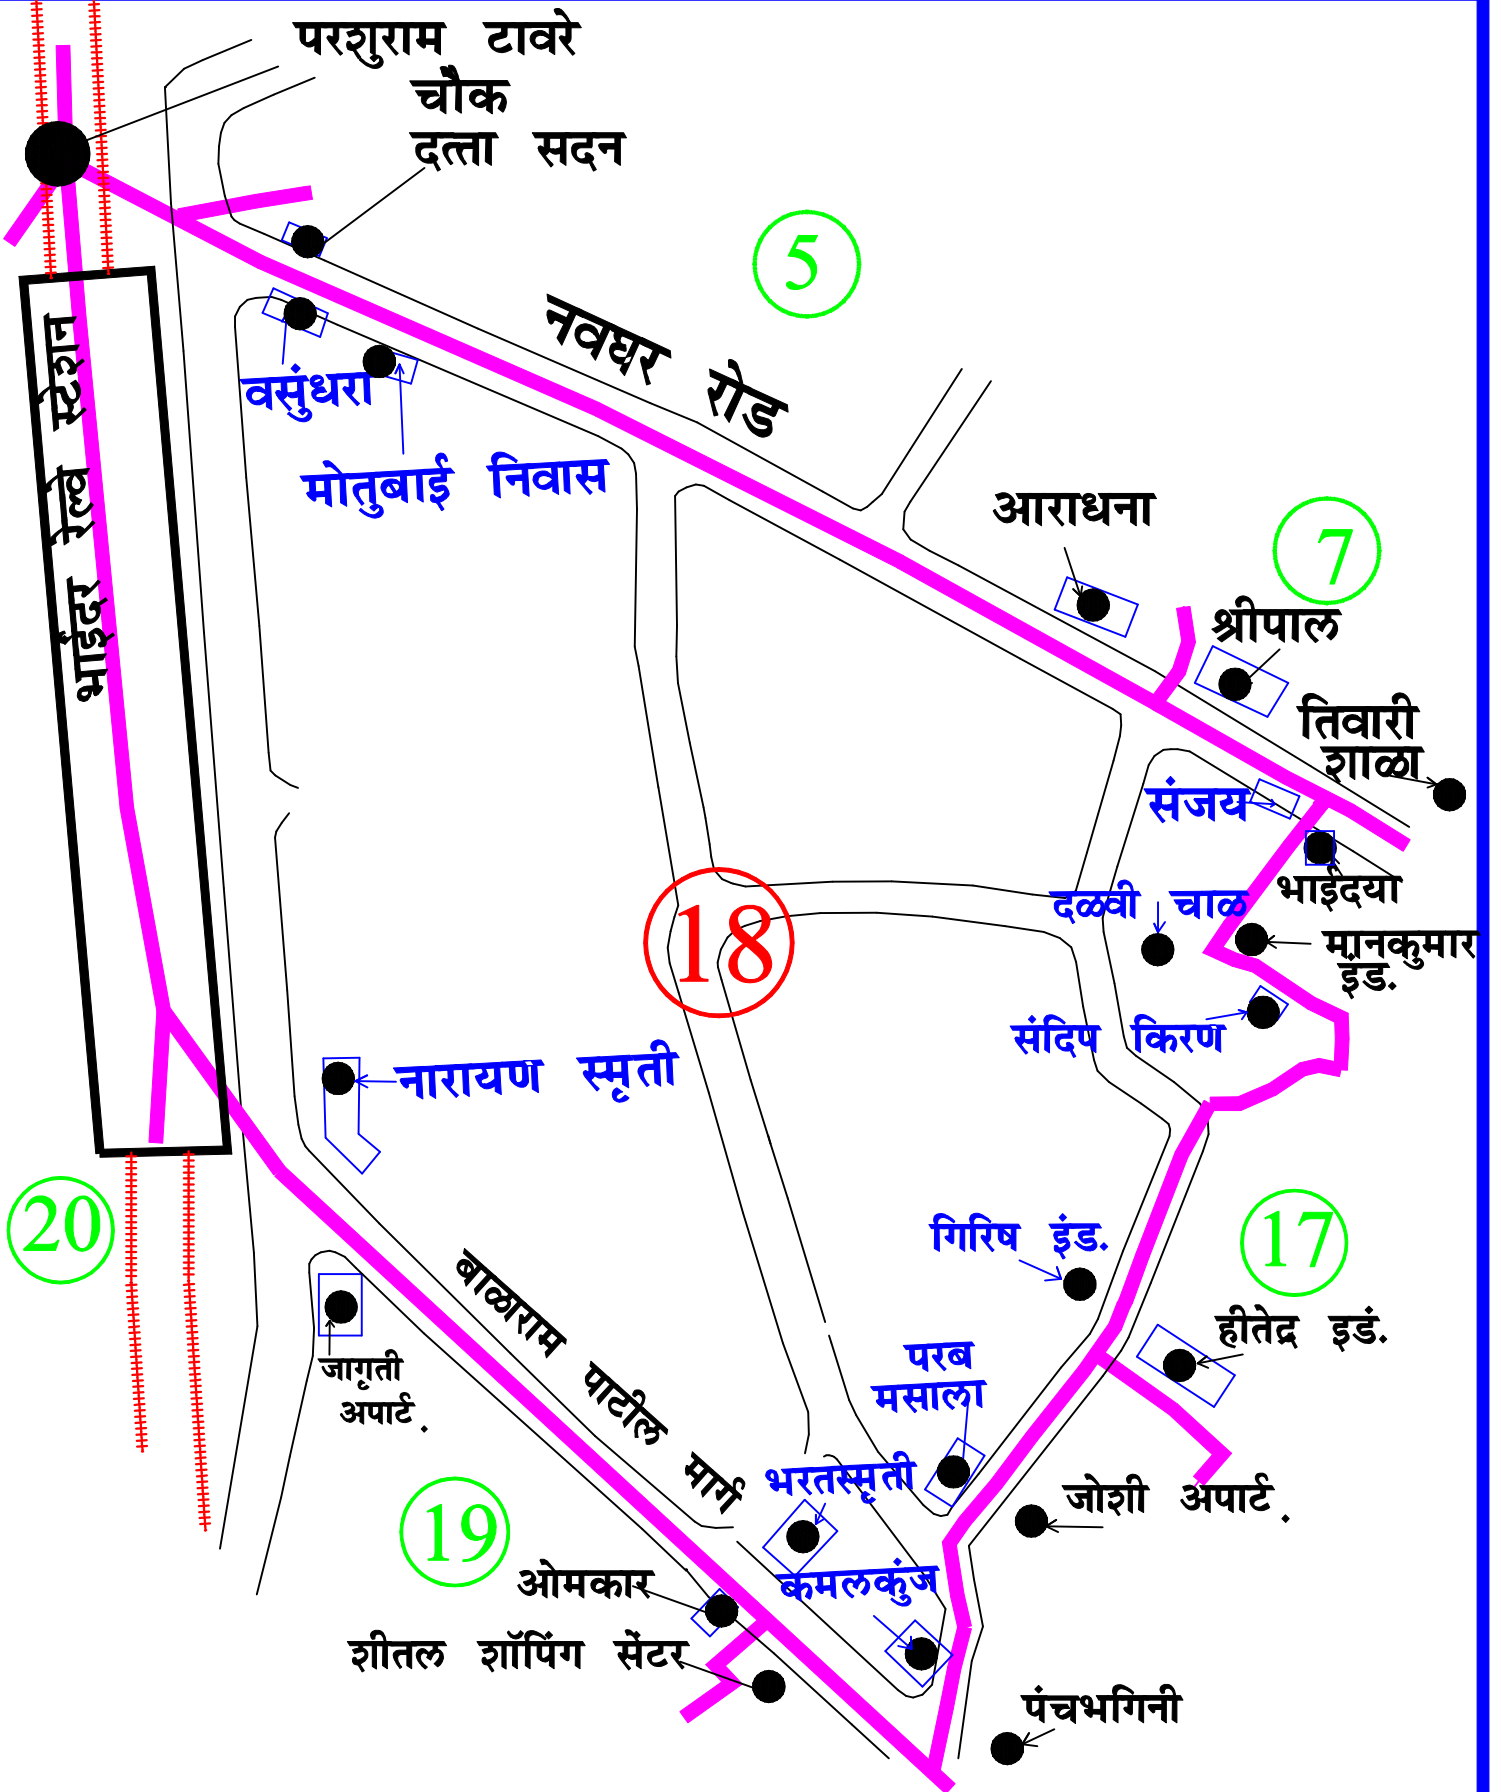 परशुराम टावरे
चौक
दत्ता सदन
5
नवघर रोड
भाईंदर रेल्वे स्टेशन
वसुंधरा
मोतुबाई निवास
आराधना
7
श्रीपाल
तिवारी
शाळा
संजय
भाईदया
दळवी चाळ
18
मानकुमार
इंड.
संदिप किरण
नारायण स्मृती
20
गिरिष इंड.
17
हीतेद्र इडं.
बाळाराम पाटील मार्ग
जागृती
अपार्ट.
परब
मसाला
भरतस्मृती
जोशी अपार्ट.
19
ओमकार
कमलकुंज
शीतल शॉपिंग सेंटर
पंचभगिनी